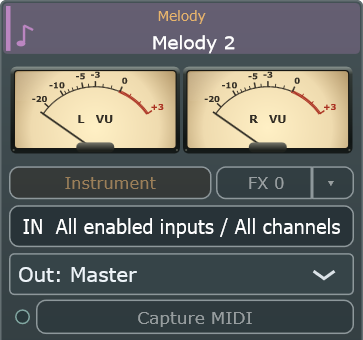 Melody
Melody 2
-20 -10 -5 -3 0 +3
L VU
-20 -10 -5 -3 0 +3
R VU
Instrument
FX 0
IN All enabled inputs / All channels
Out: Master
Capture MIDI